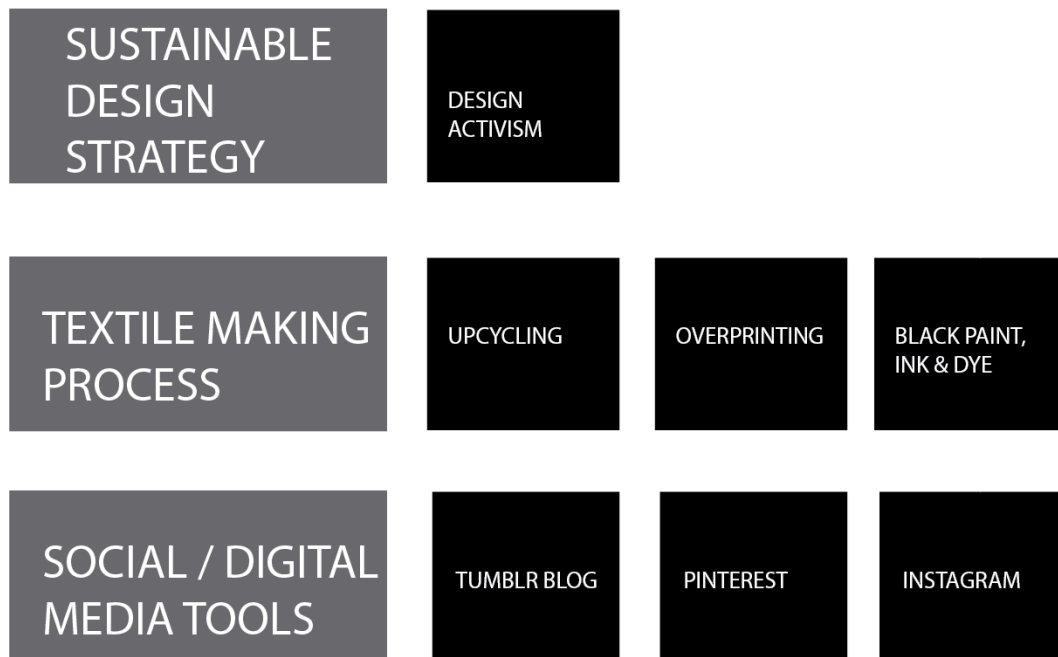 SUSTAINABLE
DESIGN
STRATEGY
DESIGN
ACTIVISM
TEXTILE MAKING
PROCESS
UPCYCLING
OVERPRINTING
BLACK PAINT,
INK & DYE
SOCIAL / DIGITAL
MEDIA TOOLS
TUMBLR BLOG
PINTEREST
INSTAGRAM